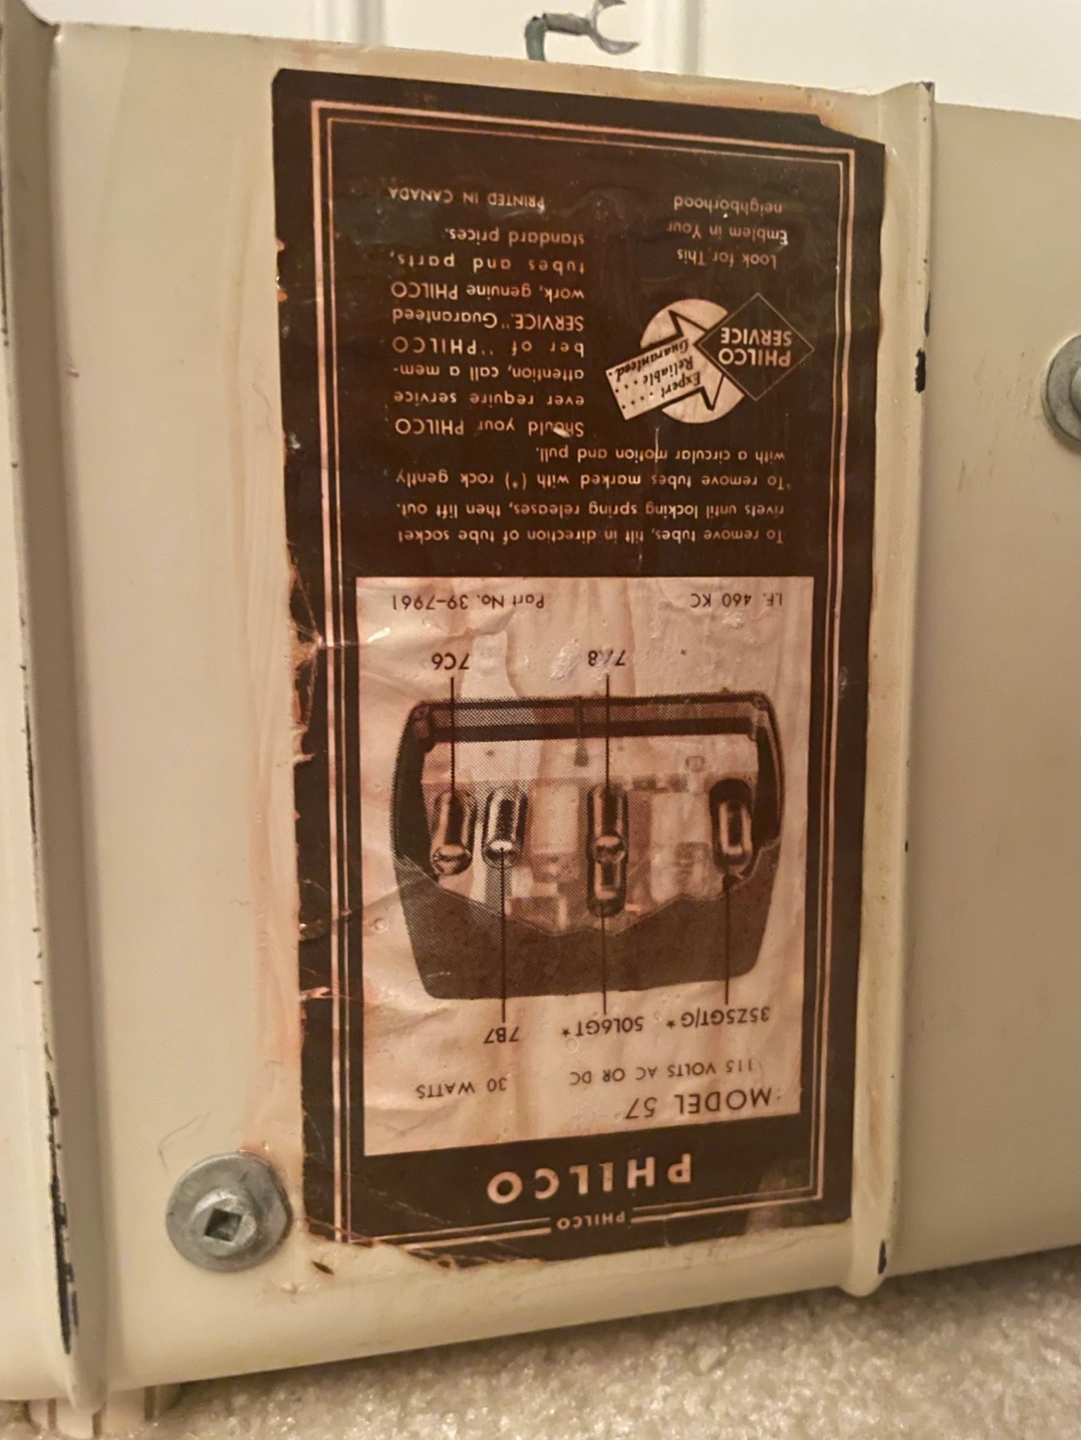 PHILCO
PHILCO
MODEL 57
115 VOLTS AC OR DC
30 WATTS
35Z5GT/G*
50L6GT*
7B7
7A8
7C6
I.F. 460 KC
Part No. 39-7961
To remove tubes, tilt in direction of tube socket
rivets until locking spring releases, then lift out.
To remove tubes marked with (*) rock gently
with a circular motion and pull.
PHILCO
SERVICE
Expert . . . .
Reliable . . . .
Guaranteed .
Look for This
Emblem in Your
neighborhood
Should your PHILCO
ever require service
attention, call a mem-
ber of "PHILCO
SERVICE." Guaranteed
work, genuine PHILCO
tubes and parts,
standard prices.
PRINTED IN CANADA